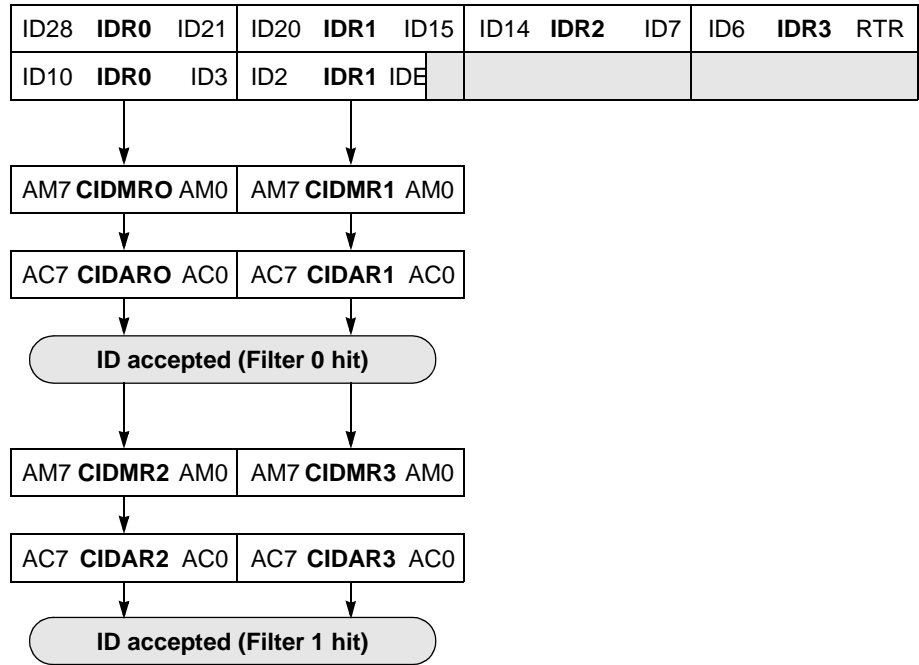 ID28 IDR0 ID21 ID20 IDR1 ID15 ID14 IDR2 ID7 ID6 IDR3 RTR
ID10 IDR0 ID3 ID2 IDR1 IDE
AM7 CIDMRO AM0 AM7 CIDMR1 AM0
AC7 CIDARO AC0 AC7 CIDAR1 AC0
ID accepted (Filter 0 hit)
AM7 CIDMR2 AM0 AM7 CIDMR3 AM0
AC7 CIDAR2 AC0 AC7 CIDAR3 AC0
ID accepted (Filter 1 hit)